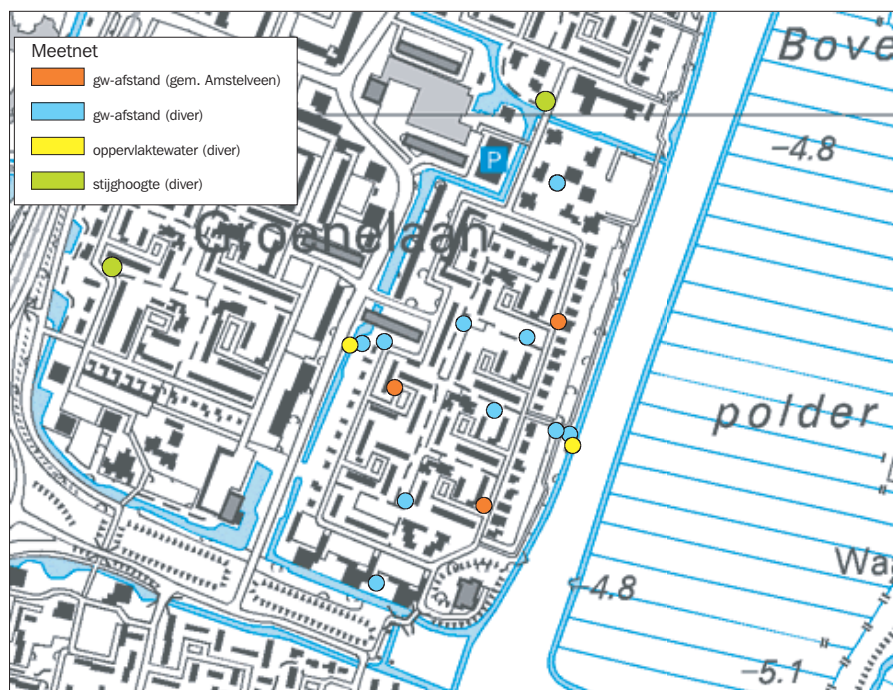 Meetnet
gw-afstand (gem. Amstelveen)
gw-afstand (diver)
oppervlaktewater (diver)
stijghoogte (diver)
Bove
-4.8
P
Groenelaan
polder
Wa
-4.8
-5.1